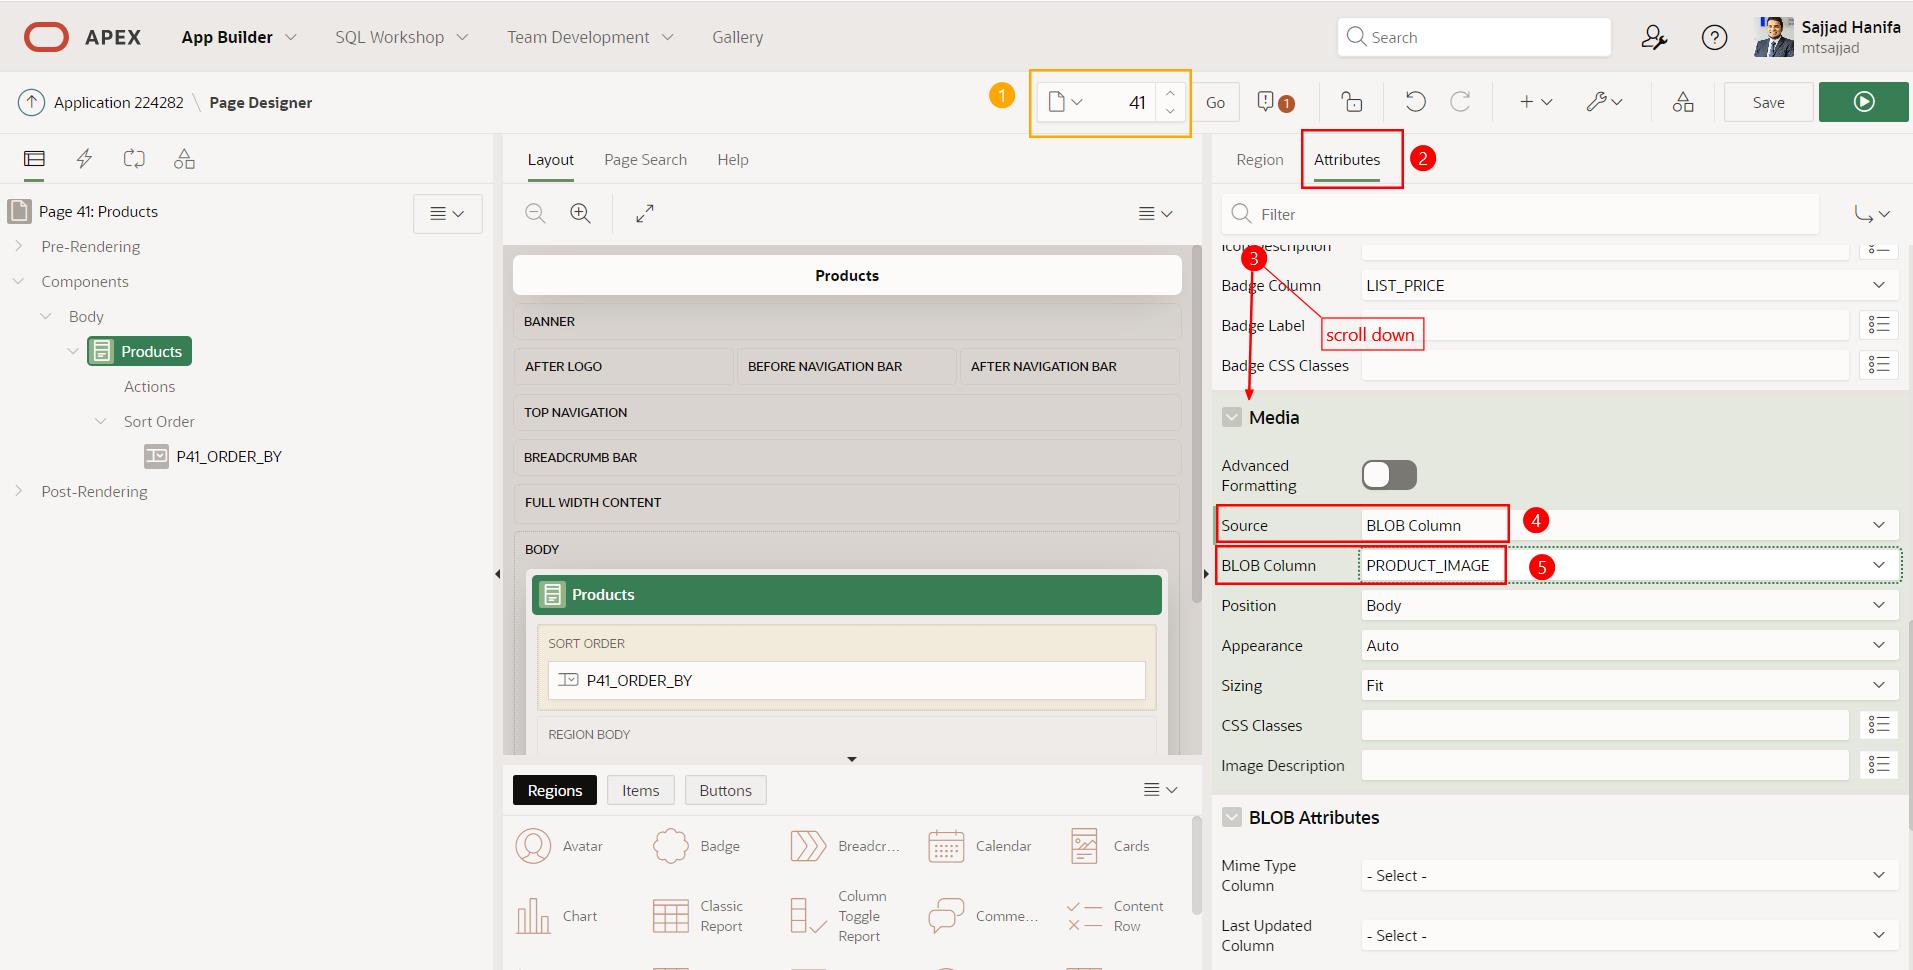 APEX
App Builder
SQL Workshop
Team Development
Gallery
Search
Sajjad Hanifa
mtsajjad
Application 224282 \ Page Designer
1
41
Go
1
Save
Layout
Page Search
Help
Region
Attributes
2
Page 41: Products
Pre-Rendering
Components
Body
Products
Actions
Sort Order
P41_ORDER_BY
Post-Rendering
Products
BANNER
AFTER LOGO
BEFORE NAVIGATION BAR
AFTER NAVIGATION BAR
TOP NAVIGATION
BREADCRUMB BAR
FULL WIDTH CONTENT
BODY
Products
SORT ORDER
P41_ORDER_BY
REGION BODY
Regions
Items
Buttons
Avatar
Badge
Breadcr...
Calendar
Cards
Chart
Classic
Report
Column
Toggle
Report
Comme...
Content
Row
Filter
Icon Description
3
Badge Column
LIST_PRICE
Badge Label
scroll down
Badge CSS Classes
Media
Advanced
Formatting
Source
BLOB Column
4
BLOB Column
PRODUCT_IMAGE
5
Position
Body
Appearance
Auto
Sizing
Fit
CSS Classes
Image Description
BLOB Attributes
Mime Type
Column
- Select -
Last Updated
Column
- Select -